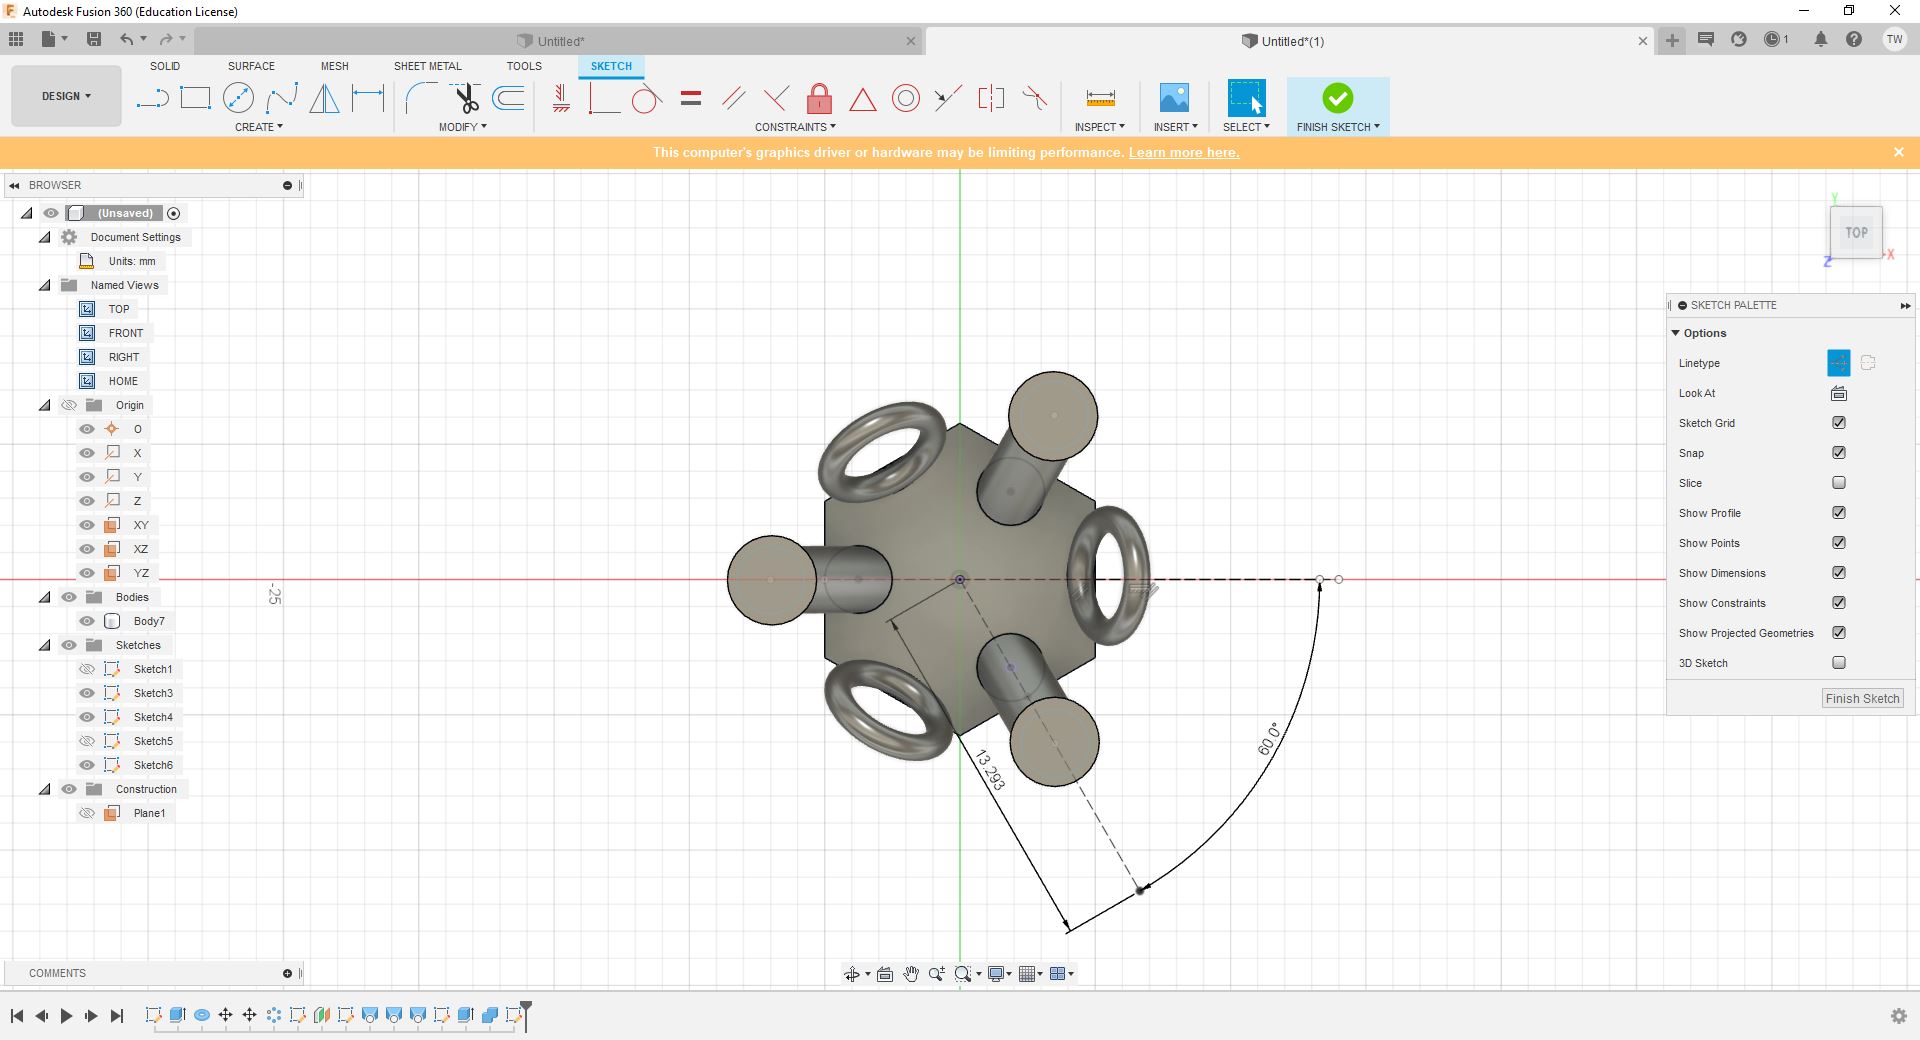 Autodesk Fusion 360 (Education License)
Untitled*
Untitled*(1)
1
TW
DESIGN
SOLID SURFACE MESH SHEET METAL TOOLS SKETCH
CREATE MODIFY CONSTRAINTS INSPECT INSERT SELECT FINISH SKETCH
This computer's graphics driver or hardware may be limiting performance. Learn more here.
BROWSER
(Unsaved)
Document Settings
Units: mm
Named Views
TOP
FRONT
RIGHT
HOME
Origin
O
X
Y
Z
XY
XZ
YZ
Bodies
Body7
Sketches
Sketch1
Sketch3
Sketch4
Sketch5
Sketch6
Construction
Plane1
-25
13.293
60.0°
Y
TOP
X
Z
SKETCH PALETTE
Options
Linetype
Look At
Sketch Grid
Snap
Slice
Show Profile
Show Points
Show Dimensions
Show Constraints
Show Projected Geometries
3D Sketch
Finish Sketch
COMMENTS